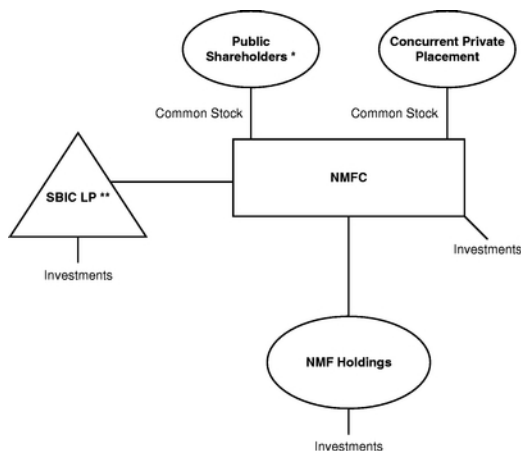 Public
Shareholders *
Concurrent Private
Placement
Common Stock
Common Stock
NMFC
SBIC LP **
Investments
Investments
NMF Holdings
Investments